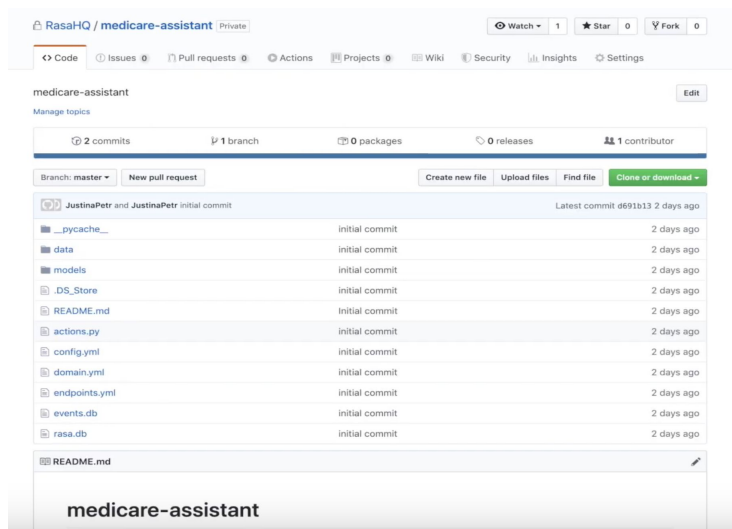 RasaHQ / medicare-assistant Private Watch 1 Star 0 Fork 0
Code Issues 0 Pull requests 0 Actions Projects 0 Wiki Security Insights Settings
medicare-assistant Edit
Manage topics
2 commits 1 branch 0 packages 0 releases 1 contributor
Branch: master New pull request Create new file Upload files Find file Clone or download
JustinaPetr and JustinaPetr initial commit Latest commit d691b13 2 days ago
__pycache__ initial commit 2 days ago
data initial commit 2 days ago
models initial commit 2 days ago
.DS_Store initial commit 2 days ago
README.md Initial commit 2 days ago
actions.py initial commit 2 days ago
config.yml initial commit 2 days ago
domain.yml initial commit 2 days ago
endpoints.yml initial commit 2 days ago
events.db initial commit 2 days ago
rasa.db initial commit 2 days ago
README.md
medicare-assistant